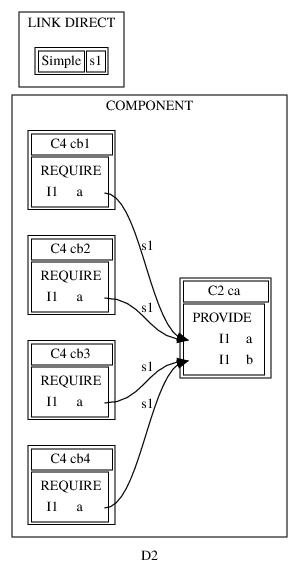 LINK DIRECT
Simple s1
COMPONENT
C4 cb1
REQUIRE
I1 a
s1
C4 cb2
REQUIRE
I1 a
s1
C2 ca
PROVIDE
I1 a
I1 b
C4 cb3
REQUIRE
I1 a
s1
C4 cb4
REQUIRE
I1 a
s1
D2